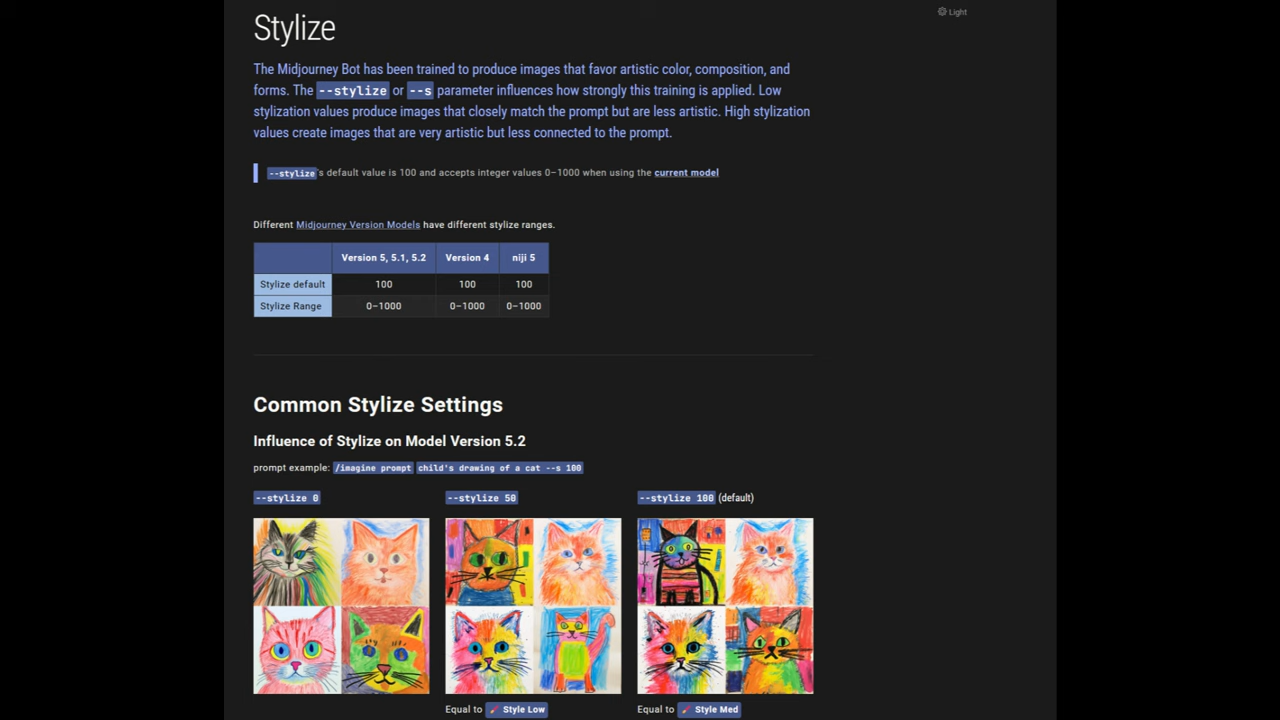 Stylize
Light
The Midjourney Bot has been trained to produce images that favor artistic color, composition, and
forms. The --stylize or --s parameter influences how strongly this training is applied. Low
stylization values produce images that closely match the prompt but are less artistic. High stylization
values create images that are very artistic but less connected to the prompt.
--stylize's default value is 100 and accepts integer values 0–1000 when using the current model
Different Midjourney Version Models have different stylize ranges.
Version 5, 5.1, 5.2 Version 4 niji 5
Stylize default 100 100 100
Stylize Range 0–1000 0–1000 0–1000
Common Stylize Settings
Influence of Stylize on Model Version 5.2
prompt example: /imagine prompt child's drawing of a cat --s 100
--stylize 0 --stylize 50 --stylize 100 (default)
Equal to Style Low Equal to Style Med